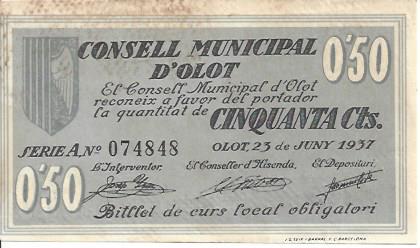 CONSELL MUNICIPAL
D'OLOT
0'50
El Consell Municipal d'Olot
reconeix a favor del portador
la quantitat de CINQUANTA Cts.
SERIE A, Nº 074848 OLOT, 23 de JUNY 1937
L'Interventor, El Conseller d'Hisenda, El Depositari,
0'50
Bitllet de curs local obligatori